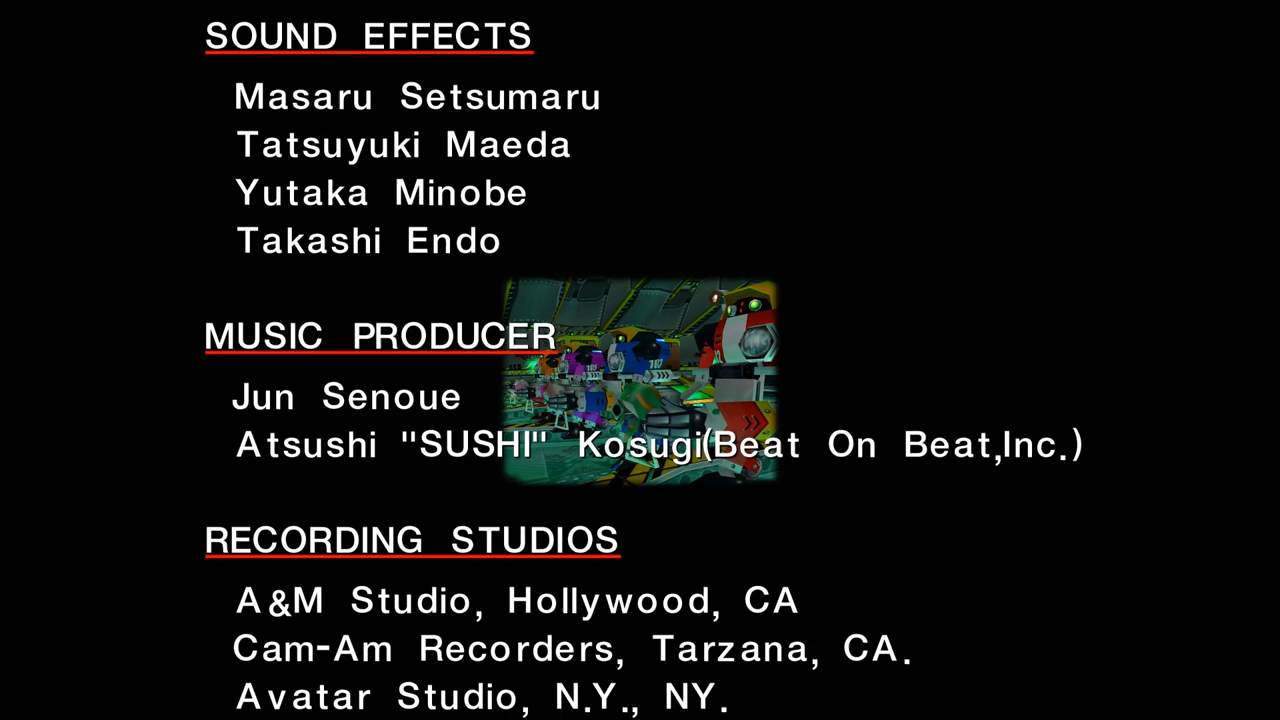 SOUND EFFECTS
Masaru Setsumaru
Tatsuyuki Maeda
Yutaka Minobe
Takashi Endo
MUSIC PRODUCER
Jun Senoue
Atsushi "SUSHI" Kosugi(Beat On Beat,Inc.)
RECORDING STUDIOS
A&M Studio, Hollywood, CA
Cam-Am Recorders, Tarzana, CA.
Avatar Studio, N.Y., NY.